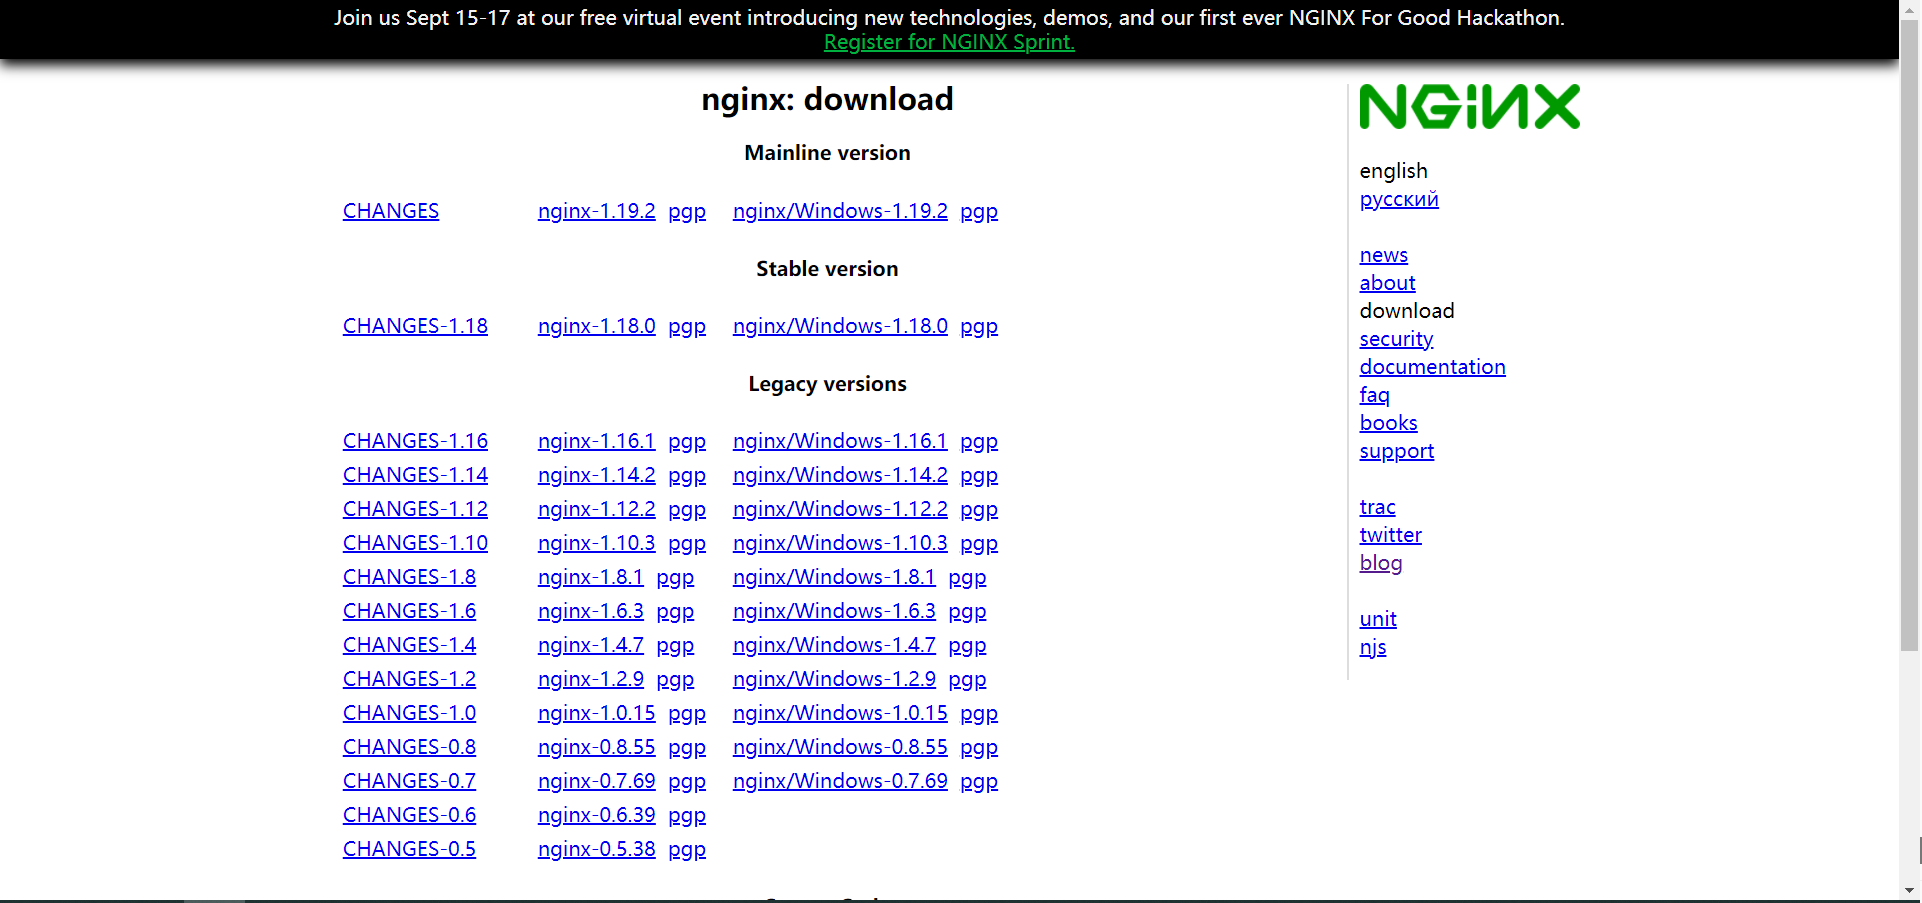 Join us Sept 15-17 at our free virtual event introducing new technologies, demos, and our first ever NGINX For Good Hackathon.
Register for NGINX Sprint.
nginx: download
Mainline version
CHANGES nginx-1.19.2 pgp nginx/Windows-1.19.2 pgp
Stable version
CHANGES-1.18 nginx-1.18.0 pgp nginx/Windows-1.18.0 pgp
Legacy versions
CHANGES-1.16 nginx-1.16.1 pgp nginx/Windows-1.16.1 pgp
CHANGES-1.14 nginx-1.14.2 pgp nginx/Windows-1.14.2 pgp
CHANGES-1.12 nginx-1.12.2 pgp nginx/Windows-1.12.2 pgp
CHANGES-1.10 nginx-1.10.3 pgp nginx/Windows-1.10.3 pgp
CHANGES-1.8 nginx-1.8.1 pgp nginx/Windows-1.8.1 pgp
CHANGES-1.6 nginx-1.6.3 pgp nginx/Windows-1.6.3 pgp
CHANGES-1.4 nginx-1.4.7 pgp nginx/Windows-1.4.7 pgp
CHANGES-1.2 nginx-1.2.9 pgp nginx/Windows-1.2.9 pgp
CHANGES-1.0 nginx-1.0.15 pgp nginx/Windows-1.0.15 pgp
CHANGES-0.8 nginx-0.8.55 pgp nginx/Windows-0.8.55 pgp
CHANGES-0.7 nginx-0.7.69 pgp nginx/Windows-0.7.69 pgp
CHANGES-0.6 nginx-0.6.39 pgp
CHANGES-0.5 nginx-0.5.38 pgp
NGINX
english
русский
news
about
download
security
documentation
faq
books
support
trac
twitter
blog
unit
njs